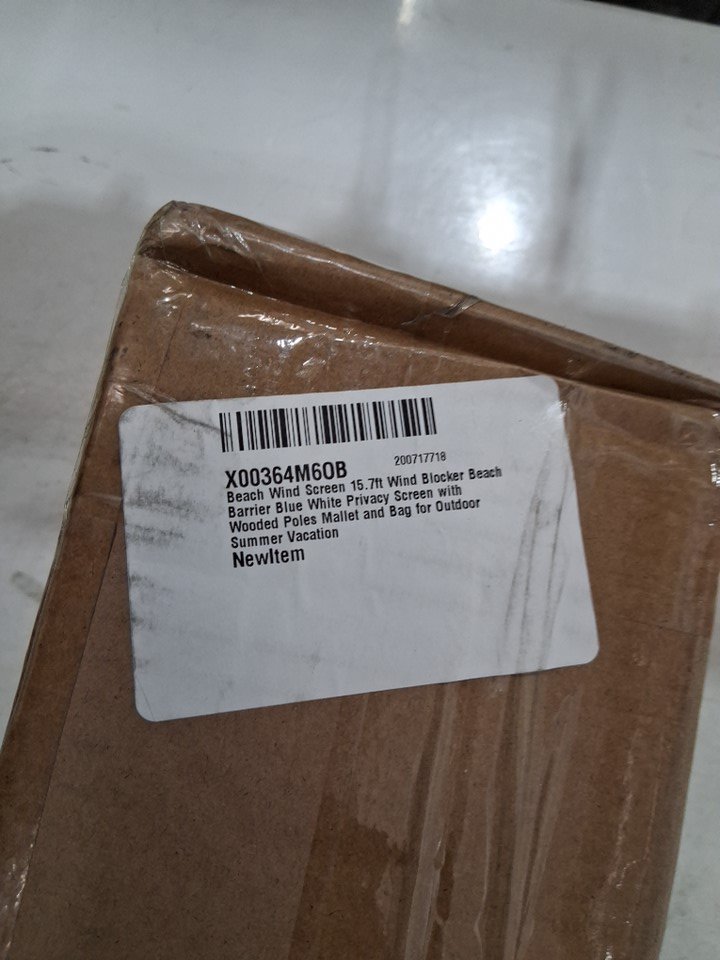 X00364M6OB
200717718
Beach Wind Screen 15.7ft Wind Blocker Beach
Barrier Blue White Privacy Screen with
Wooded Poles Mallet and Bag for Outdoor
Summer Vacation
NewItem